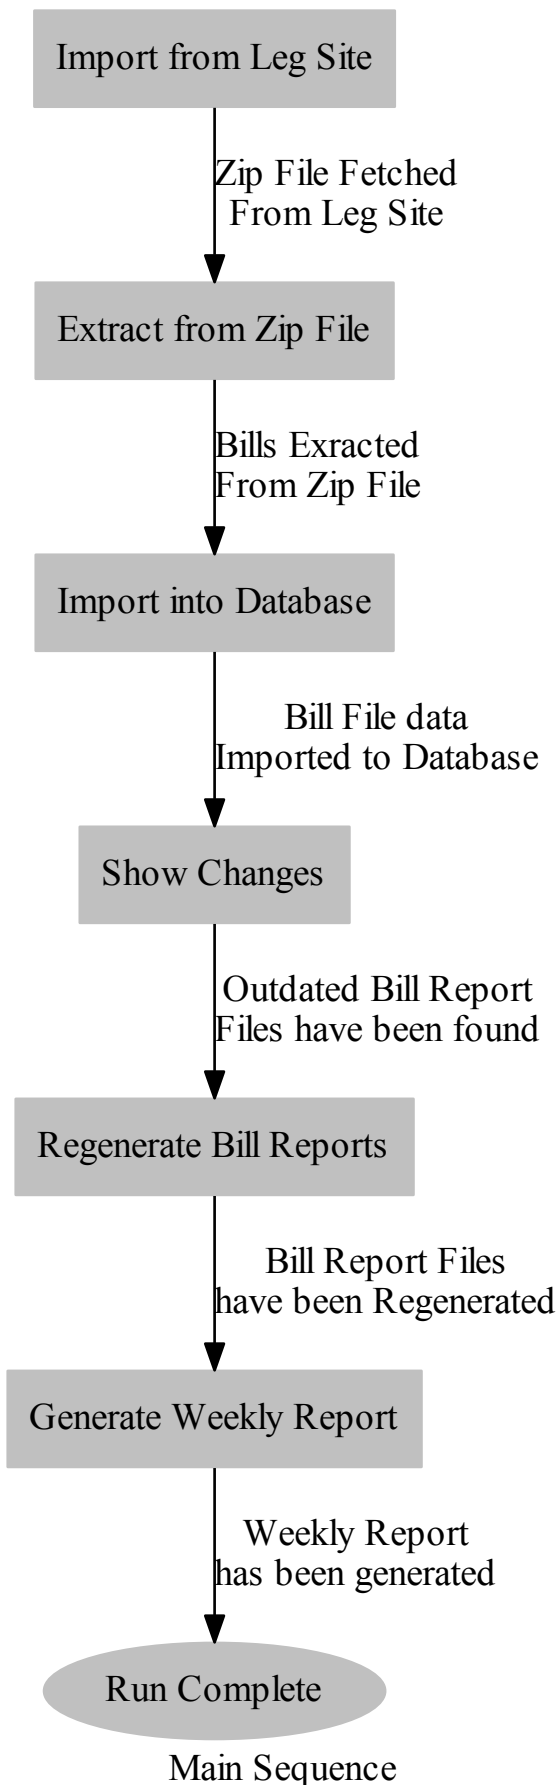 Import from Leg Site
Zip File Fetched
From Leg Site
Extract from Zip File
Bills Exracted
From Zip File
Import into Database
Bill File data
Imported to Database
Show Changes
Outdated Bill Report
Files have been found
Regenerate Bill Reports
Bill Report Files
have been Regenerated
Generate Weekly Report
Weekly Report
has been generated
Run Complete
Main Sequence